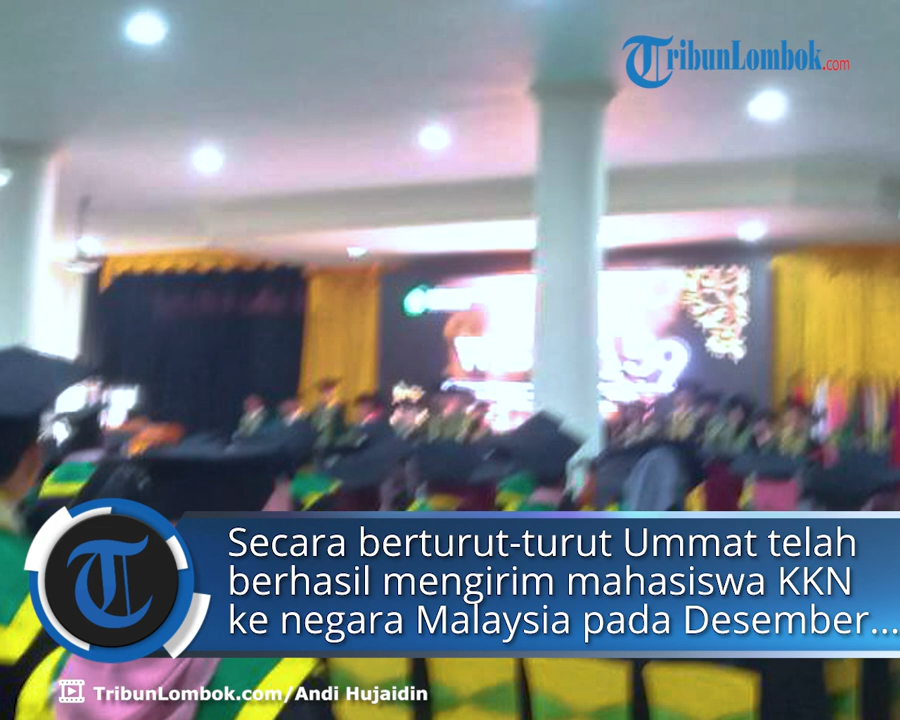 TribunLombok.com
Secara berturut-turut Ummat telah
berhasil mengirim mahasiswa KKN
ke negara Malaysia pada Desember...
TribunLombok.com/Andi Hujaidin